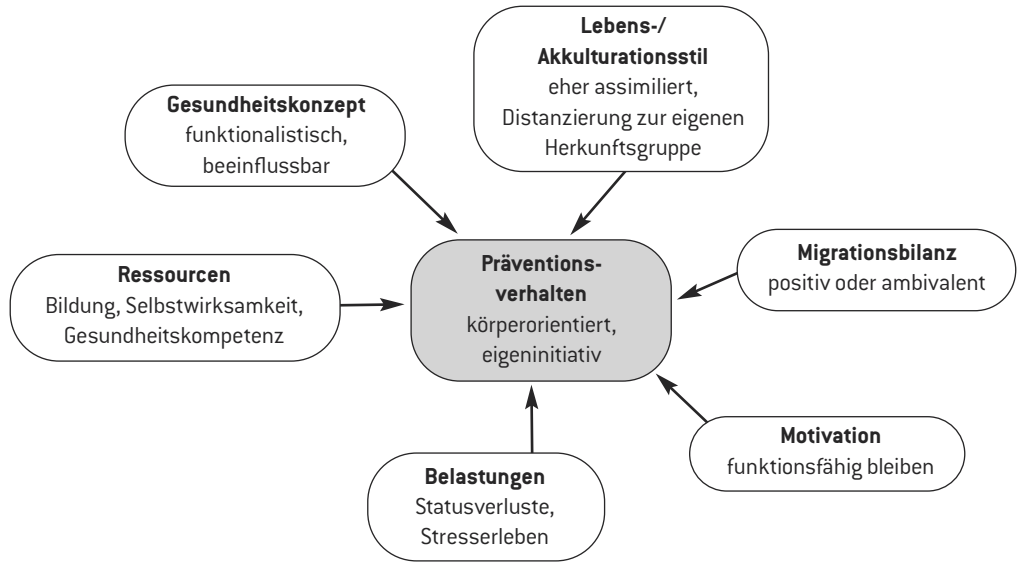 Lebens-/
Akkulturationsstil
eher assimiliert,
Distanzierung zur eigenen
Herkunftsgruppe
Gesundheitskonzept
funktionalistisch,
beeinflussbar
Migrationsbilanz
positiv oder ambivalent
Präventions-
verhalten
körperorientiert,
eigeninitiativ
Ressourcen
Bildung, Selbstwirksamkeit,
Gesundheitskompetenz
Motivation
funktionsfähig bleiben
Belastungen
Statusverluste,
Stresserleben